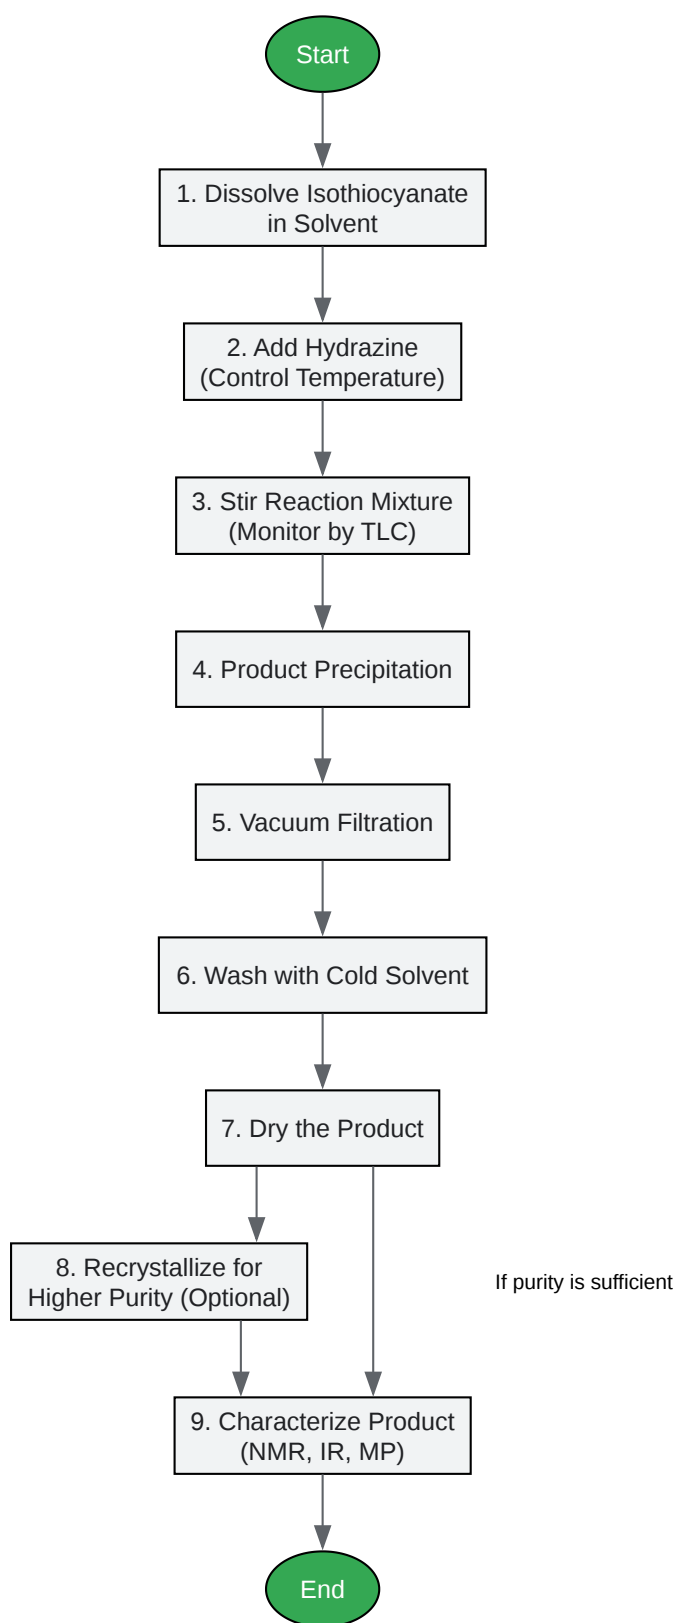 Start
1. Dissolve Isothiocyanate
in Solvent
2. Add Hydrazine
(Control Temperature)
3. Stir Reaction Mixture
(Monitor by TLC)
4. Product Precipitation
5. Vacuum Filtration
6. Wash with Cold Solvent
7. Dry the Product
8. Recrystallize for
Higher Purity (Optional)
If purity is sufficient
9. Characterize Product
(NMR, IR, MP)
End